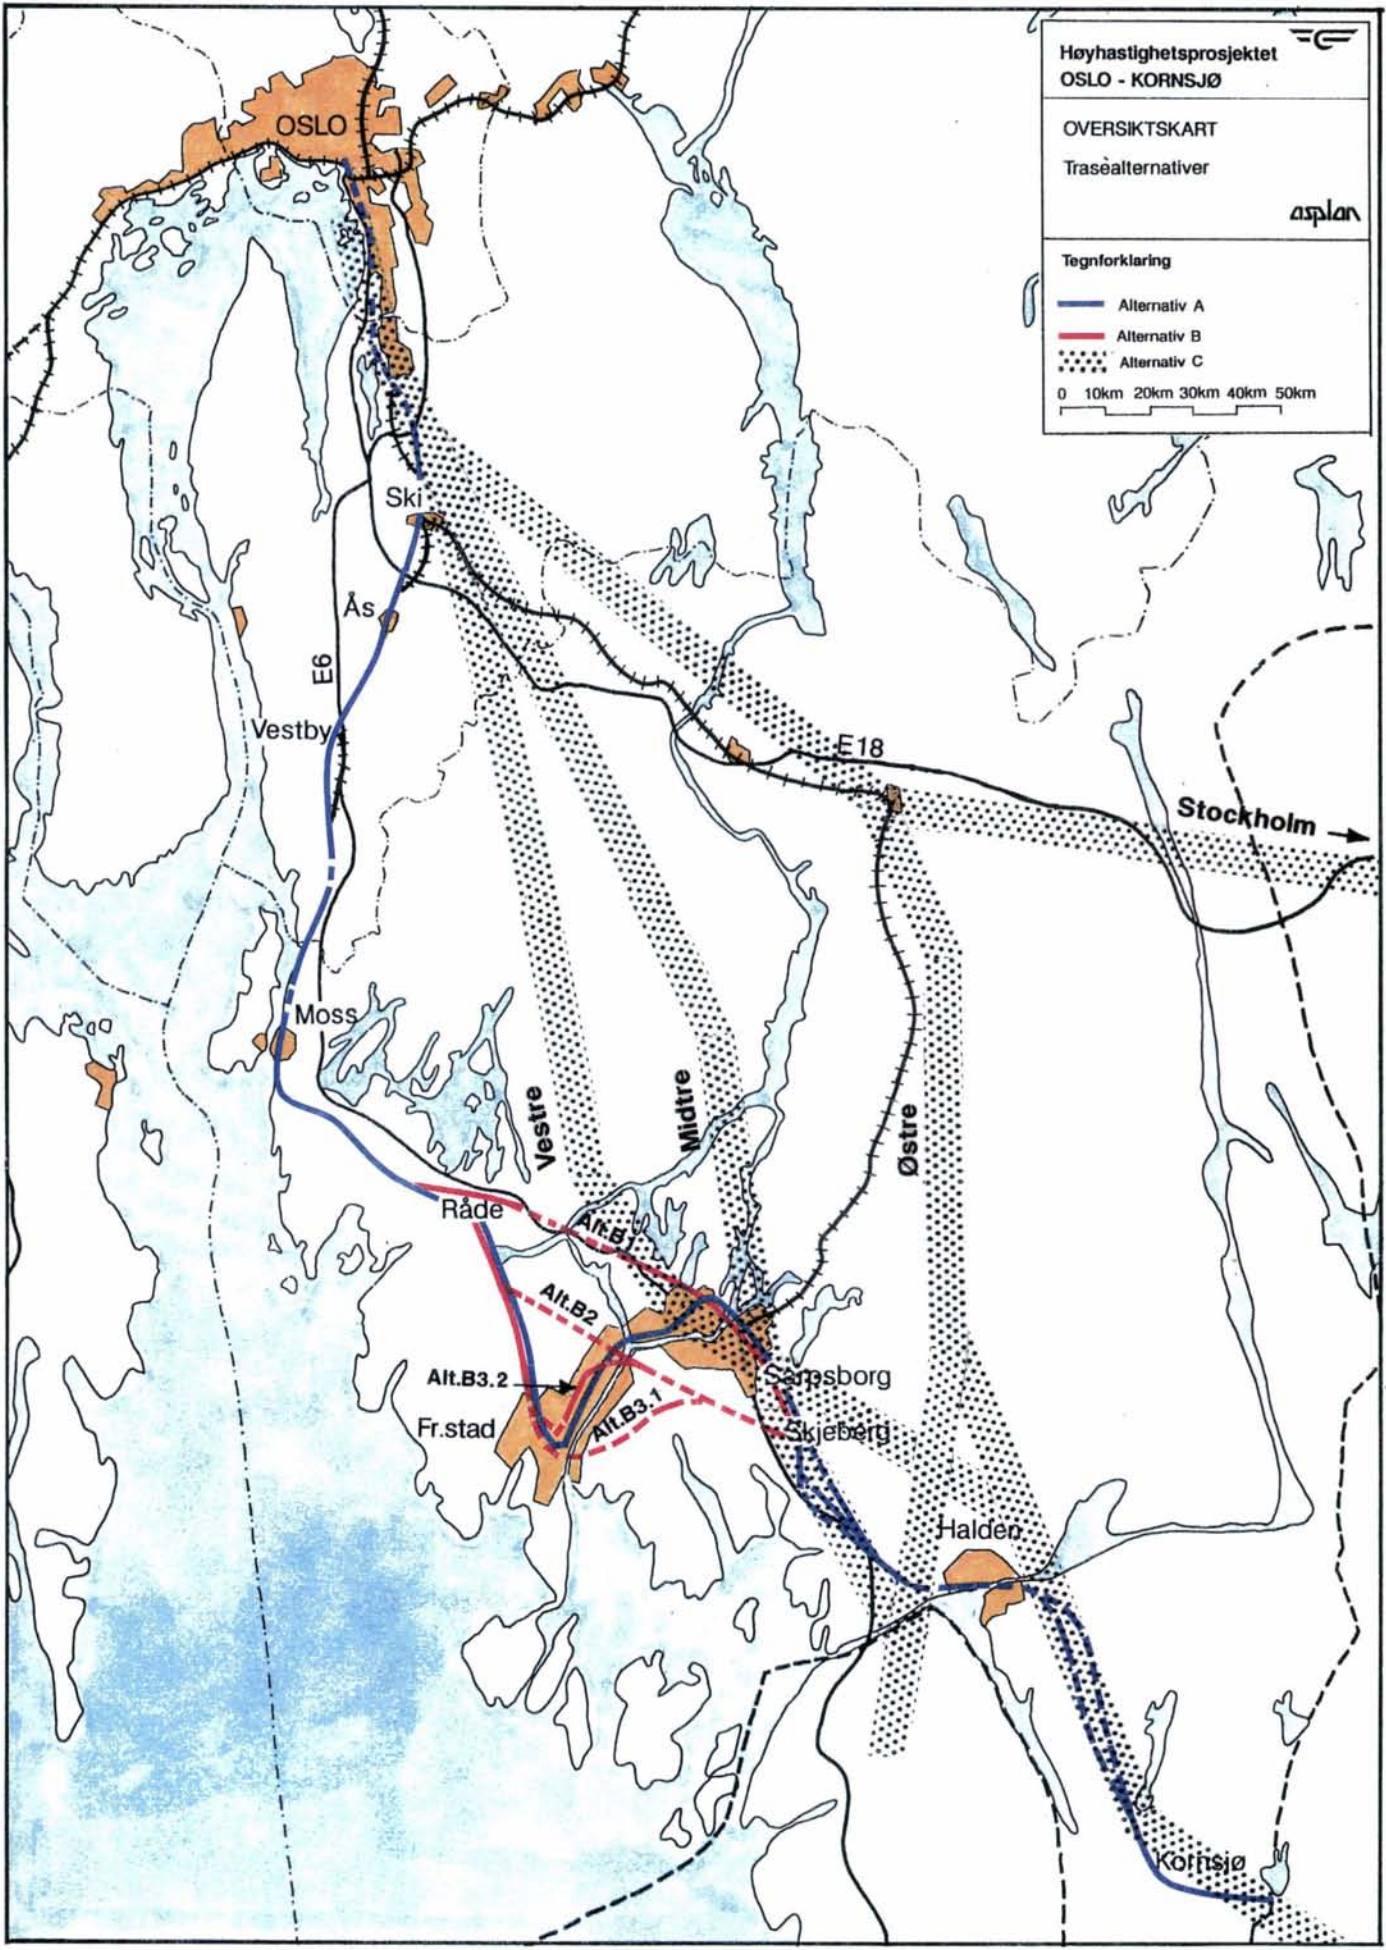 Høyhastighetsprosjektet
OSLO - KORNSJØ
OVERSIKTSKART
Trasèalternativer
asplan
Tegnforklaring
Alternativ A
Alternativ B
Alternativ C
0 10km 20km 30km 40km 50km
OSLO
Ski
Ås
E6
Vestby
E18
Stockholm
Moss
Vestre
Midtre
Østre
Råde
Alt.B1
Alt.B2
Alt.B3.2
Sarpsborg
Alt.B3.1
Fr.stad
Skjeberg
Halden
Kornsjø